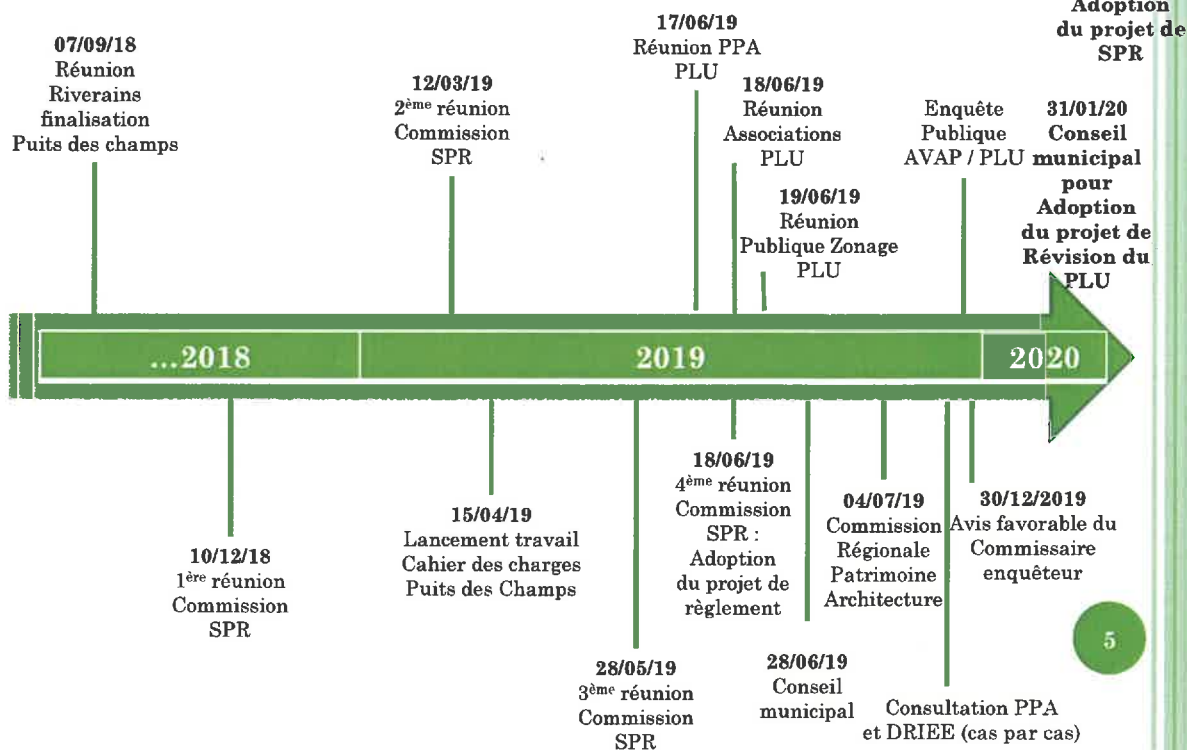 07/09/18
Réunion
Riverains
finalisation
Puits des champs
12/03/19
2ème réunion
Commission
SPR
17/06/19
Réunion PPA
PLU
18/06/19
Réunion
Associations
PLU
19/06/19
Réunion
Publique Zonage
PLU
Enquête
Publique
AVAP / PLU
Adoption
du projet de
SPR
31/01/20
Conseil
municipal
pour
Adoption
du projet de
Révision du
PLU
...2018
2019
2020
10/12/18
1ère réunion
Commission
SPR
15/04/19
Lancement travail
Cahier des charges
Puits des Champs
28/05/19
3ème réunion
Commission
SPR
18/06/19
4ème réunion
Commission
SPR :
Adoption
du projet de
règlement
28/06/19
Conseil
municipal
04/07/19
Commission
Régionale
Patrimoine
Architecture
Consultation PPA
et DRIEE (cas par cas)
30/12/2019
Avis favorable du
Commissaire
enquêteur
5